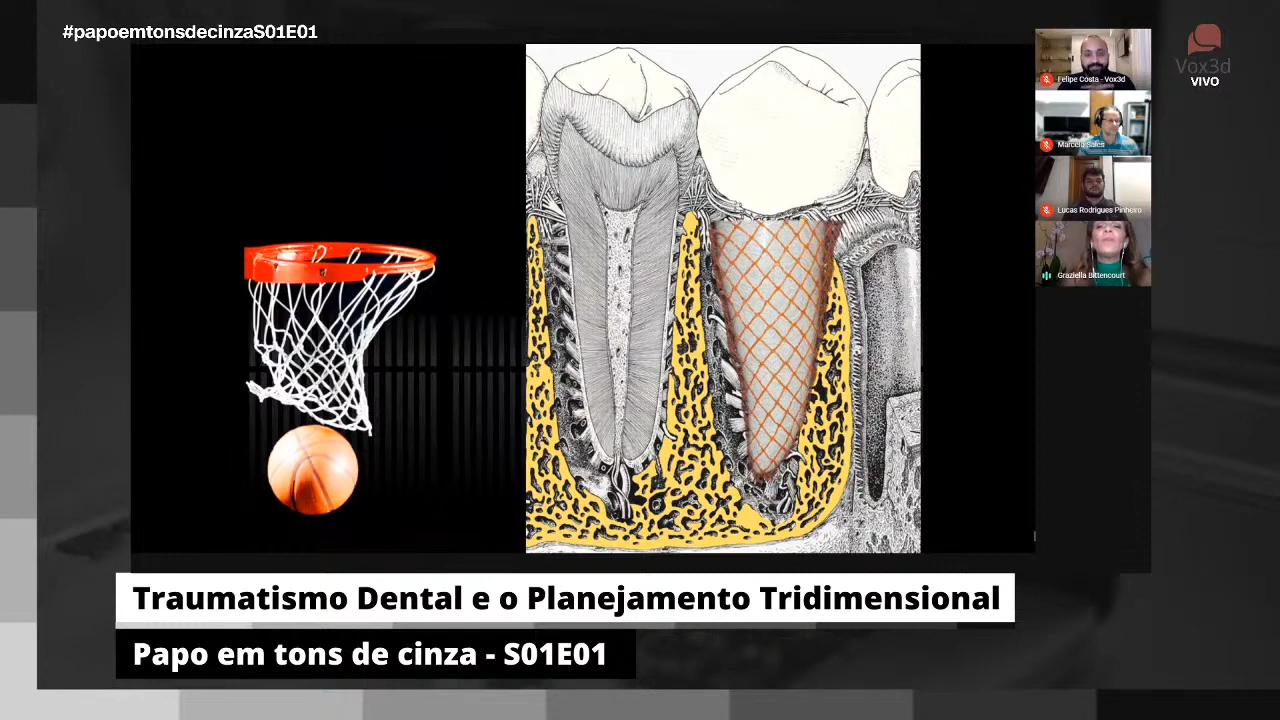 #papoemtonsdecinzaS01E01
Vox3d
VIVO
Felipe Costa - Vox3d
Marcelo Sales
Lucas Rodrigues Pinheiro
Graziella Bittencourt
Traumatismo Dental e o Planejamento Tridimensional
Papo em tons de cinza - S01E01